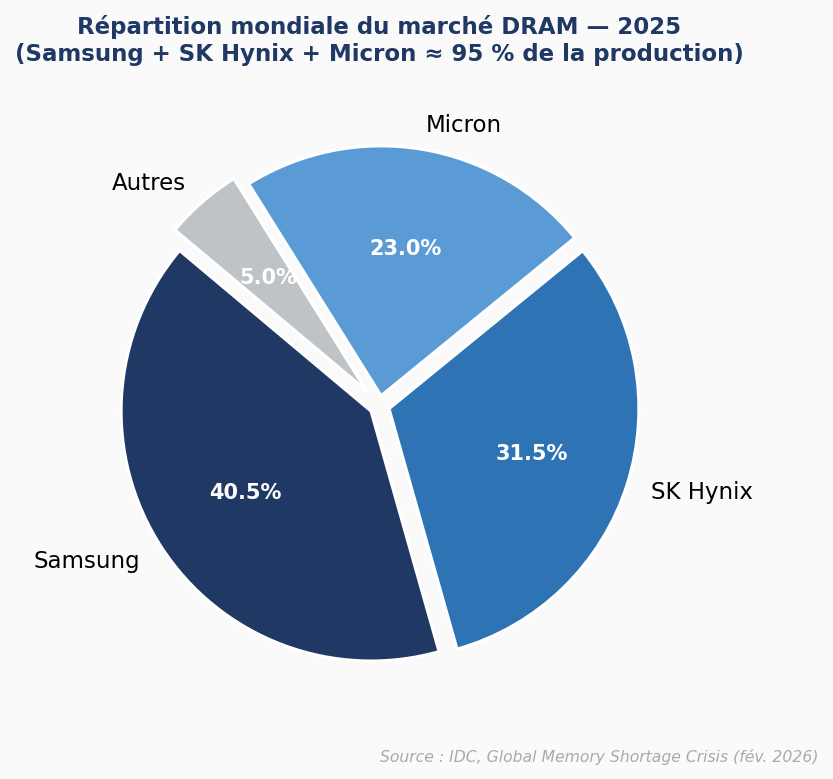 Répartition mondiale du marché DRAM — 2025
(Samsung + SK Hynix + Micron ≈ 95 % de la production)
Micron
Autres
23.0%
5.0%
31.5%
40.5%
SK Hynix
Samsung
Source : IDC, Global Memory Shortage Crisis (fév. 2026)